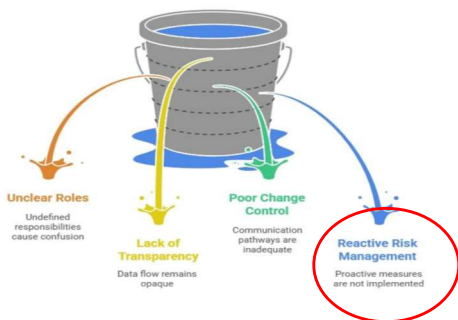 Unclear Roles
Undefined
responsibilities
cause confusion
Lack of
Transparency
Data flow remains
opaque
Poor Change
Control
Communication
pathways are
inadequate
Reactive Risk
Management
Proactive measures
are not implemented